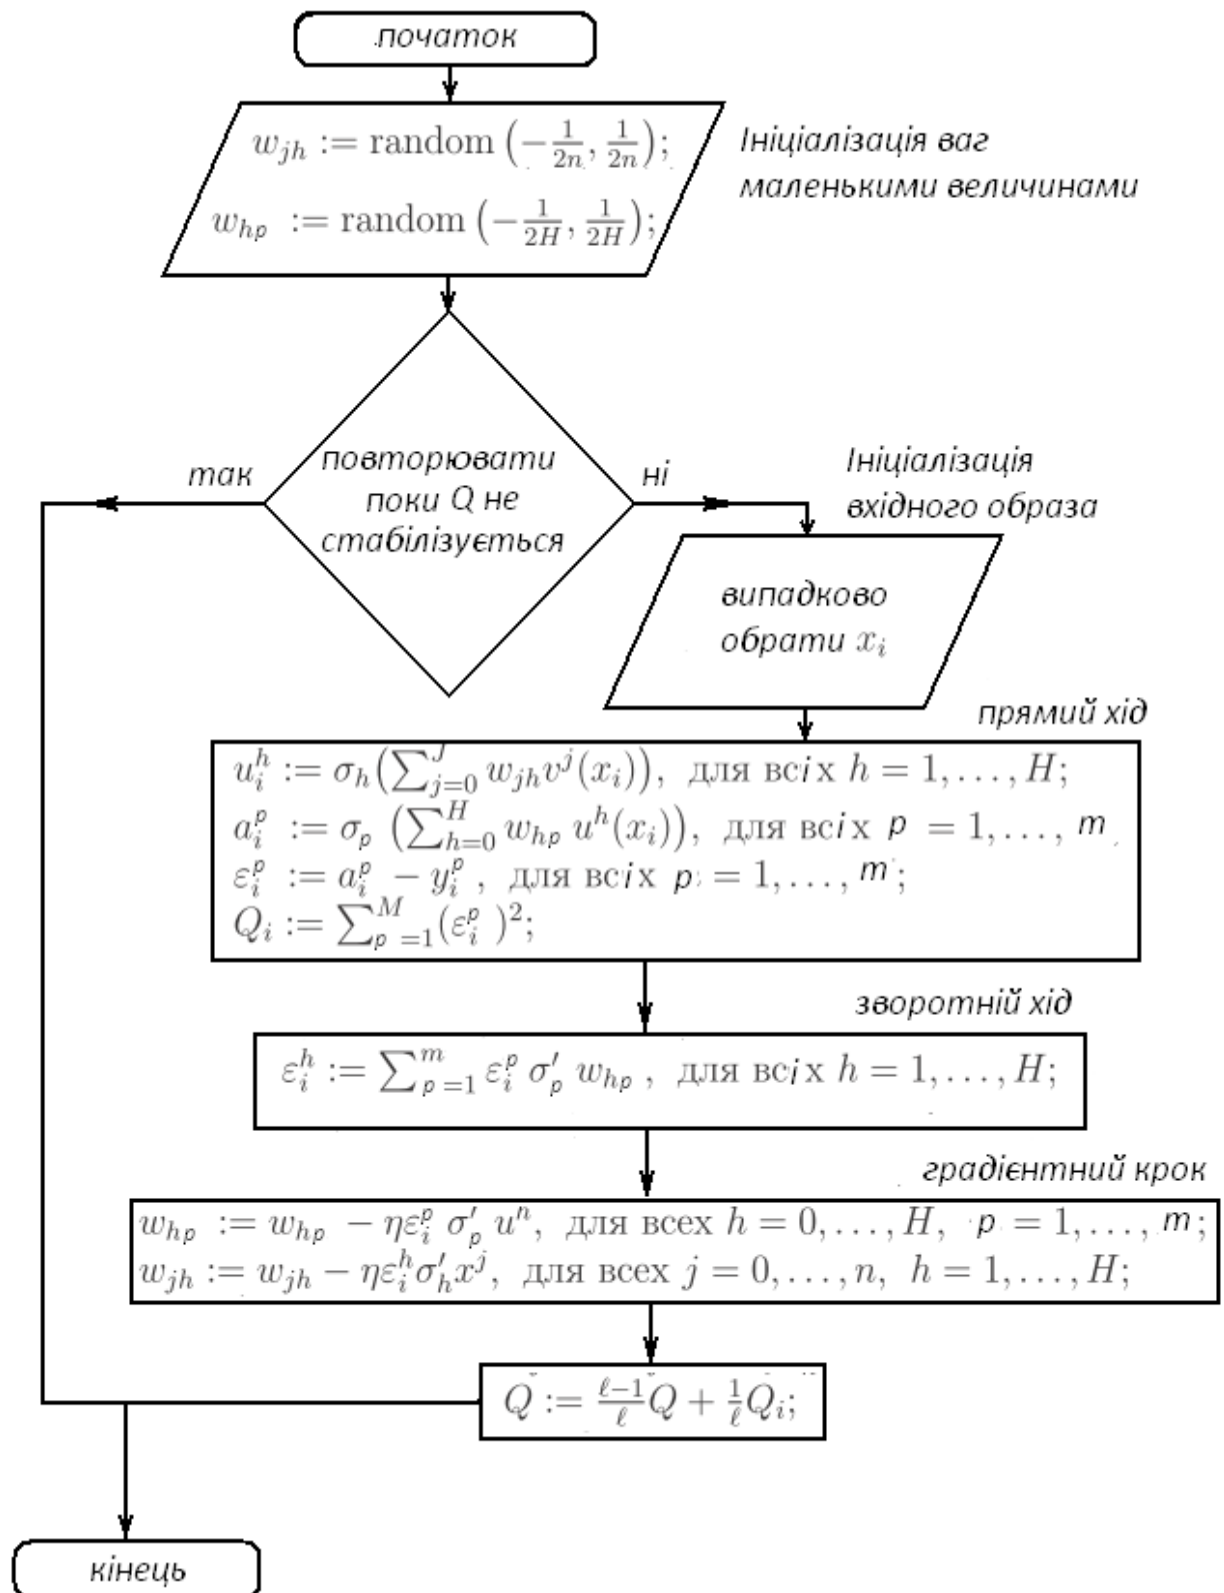 початок
w_{jh} := random (−1/2n, 1/2n);
w_{hp} := random (−1/2H, 1/2H);
Ініціалізація ваг
маленькими величинами
повторювати
поки Q не
стабілізується
так
ні
Ініціалізація
вхідного образа
випадково
обрати x_i
прямий хід
u_i^h := σ_h(∑_{j=0}^{J} w_{jh} v^j(x_i)), для всіх h = 1, . . . , H;
a_i^p := σ_p (∑_{h=0}^{H} w_{hp} u^h(x_i)), для всіх p = 1, . . . , m
ε_i^p := a_i^p − y_i^p , для всіх p = 1, . . . , m ;
Q_i := ∑_{p=1}^{M} (ε_i^p )^2;
зворотній хід
ε_i^h := ∑_{p=1}^{m} ε_i^p σ′_p w_{hp} , для всіх h = 1, . . . , H;
градієнтний крок
w_{hp} := w_{hp} − ηε_i^p σ′_p u^n, для всех h = 0, . . . , H, p = 1, . . . , m ;
w_{jh} := w_{jh} − ηε_i^h σ′_h x^j, для всех j = 0, . . . , n, h = 1, . . . , H;
Q := ℓ−1/ℓ Q + 1/ℓ Q_i;
кінець